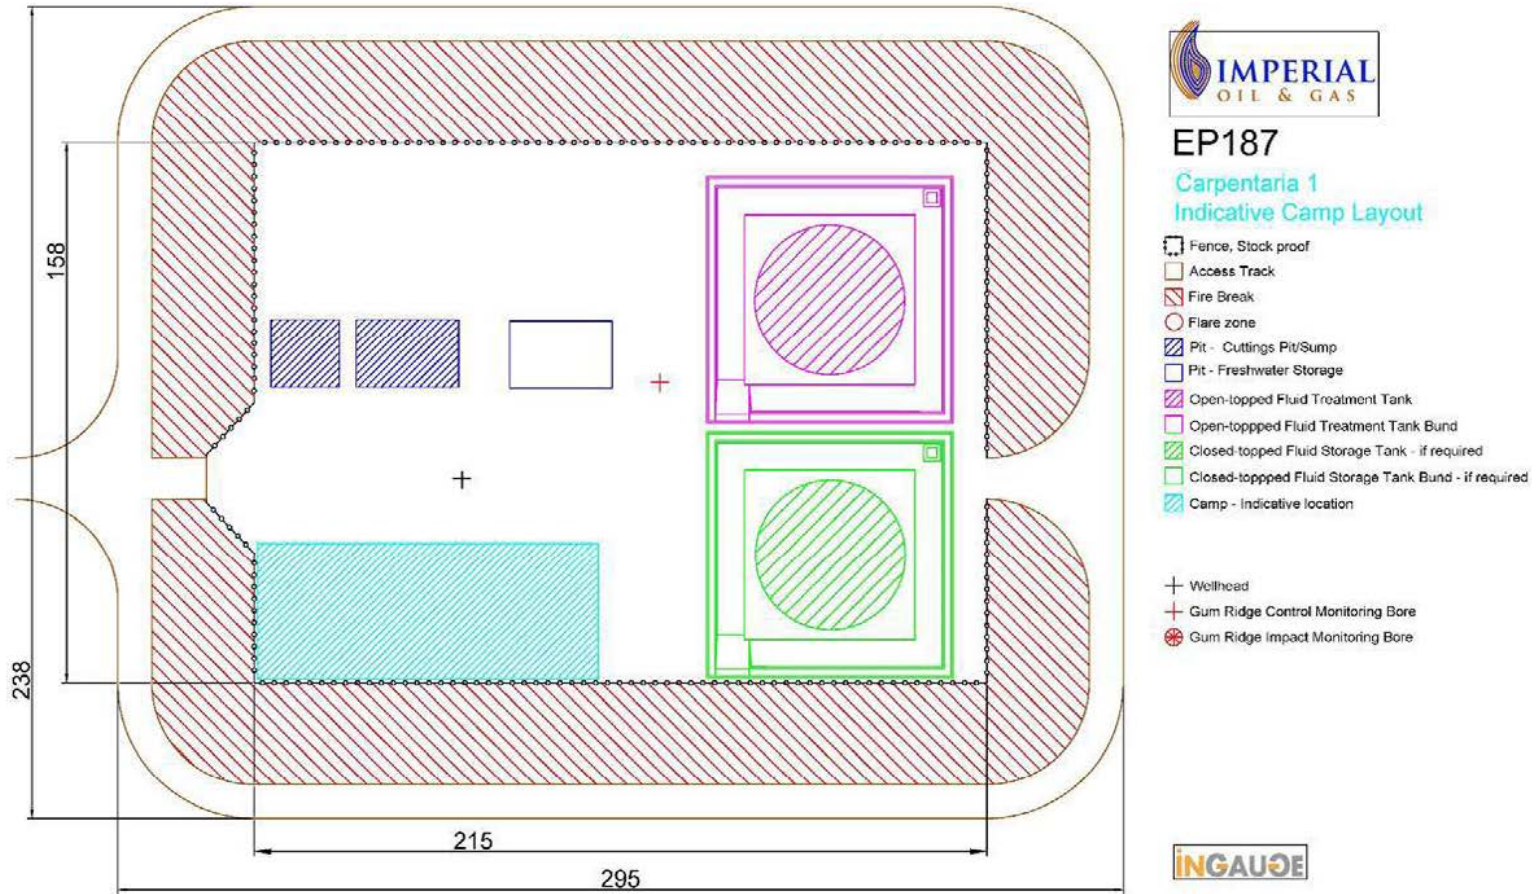 IMPERIAL
OIL & GAS
EP187
Carpentaria 1
Indicative Camp Layout
Fence, Stock proof
Access Track
Fire Break
Flare zone
Pit - Cuttings Pit/Sump
Pit - Freshwater Storage
Open-topped Fluid Treatment Tank
Open-toppped Fluid Treatment Tank Bund
Closed-topped Fluid Storage Tank - if required
Closed-toppped Fluid Storage Tank Bund - if required
Camp - Indicative location
Wellhead
Gum Ridge Control Monitoring Bore
Gum Ridge Impact Monitoring Bore
158
238
215
295
INGAUGE